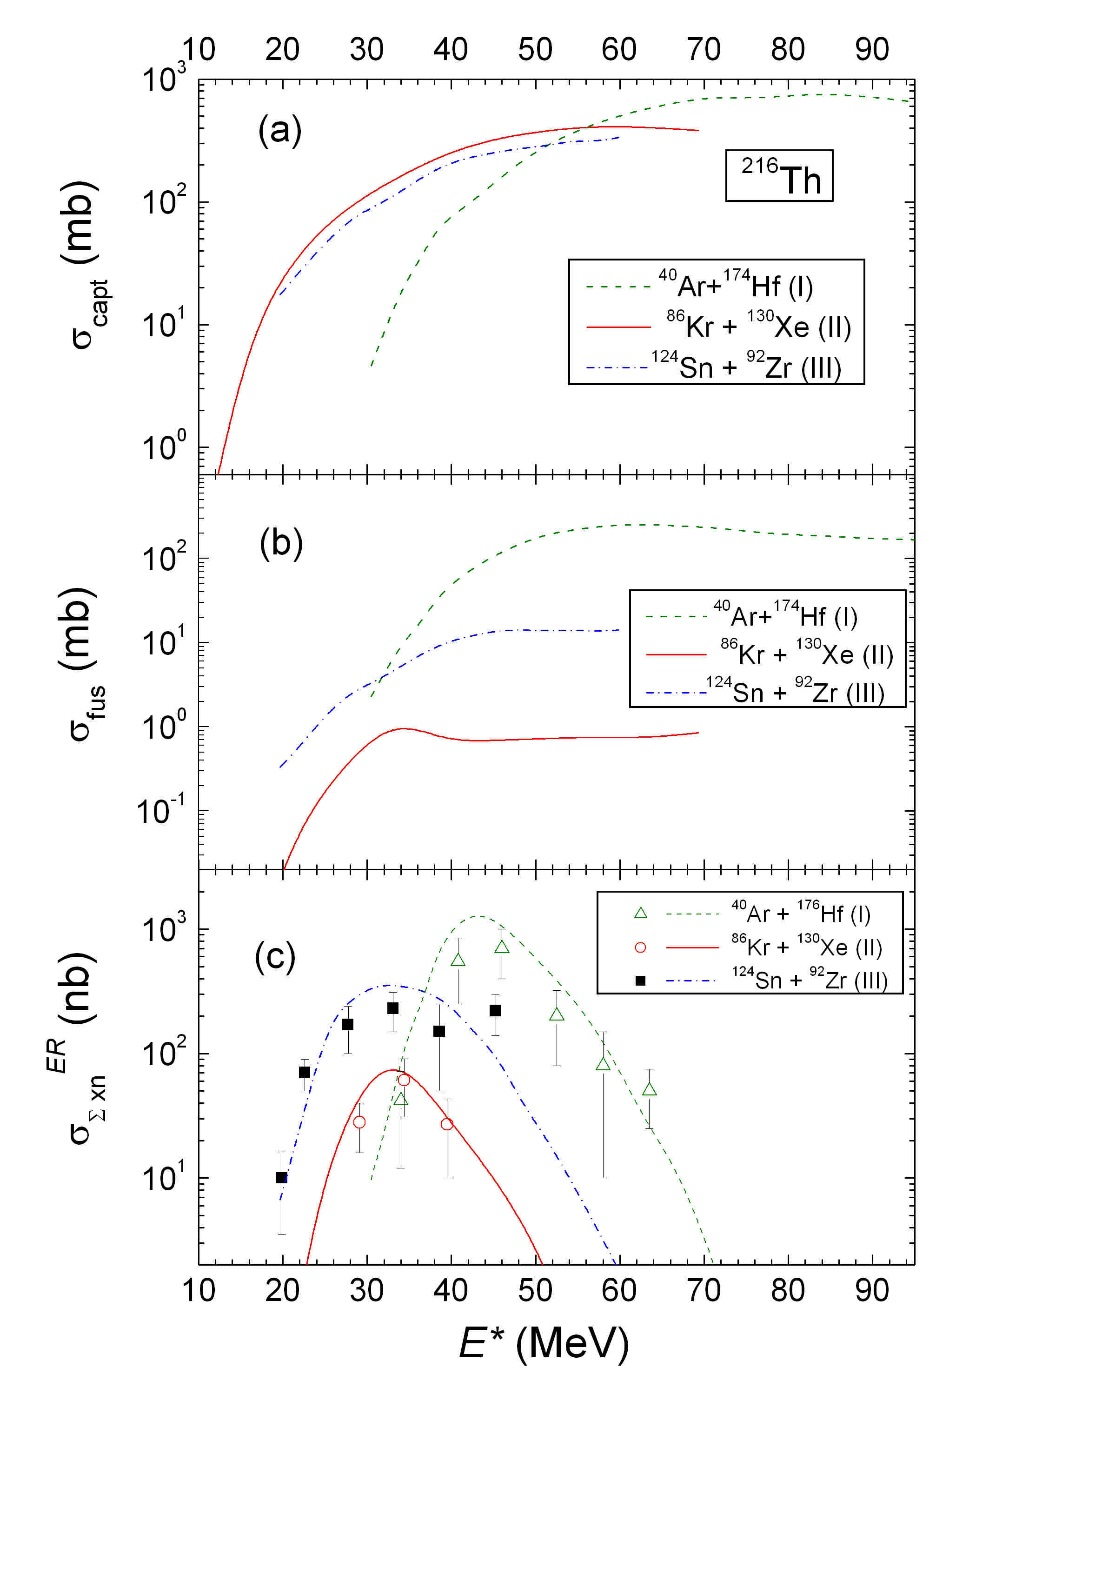 10 20 30 40 50 60 70 80 90
10³
(a)
²¹⁶Th
10²
σcapt (mb)
⁴⁰Ar+¹⁷⁴Hf (I)
⁸⁶Kr + ¹³⁰Xe (II)
¹²⁴Sn + ⁹²Zr (III)
10¹
10⁰
(b)
10²
σfus (mb)
⁴⁰Ar+¹⁷⁴Hf (I)
⁸⁶Kr + ¹³⁰Xe (II)
¹²⁴Sn + ⁹²Zr (III)
10¹
10⁰
10⁻¹
⁴⁰Ar + ¹⁷⁶Hf (I)
⁸⁶Kr + ¹³⁰Xe (II)
¹²⁴Sn + ⁹²Zr (III)
10³
(c)
σ ER Σ xn (nb)
10²
10¹
10 20 30 40 50 60 70 80 90
E* (MeV)